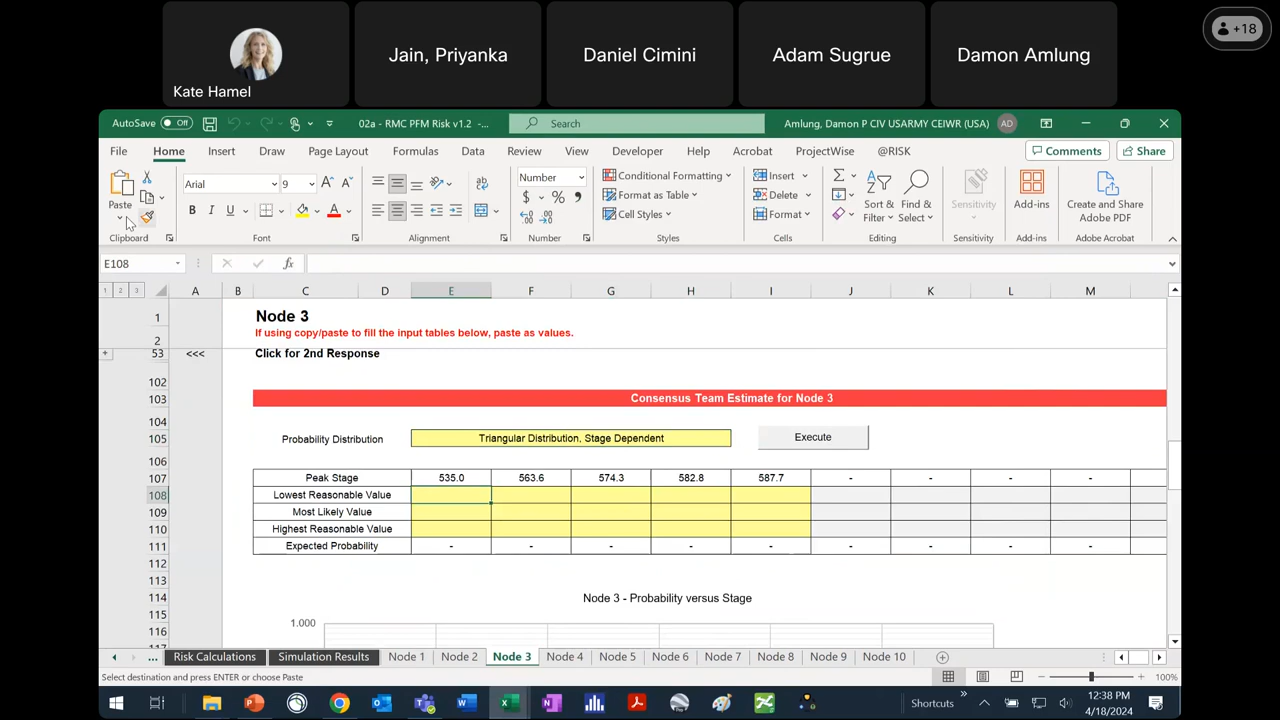 Kate Hamel
Jain, Priyanka
Daniel Cimini
Adam Sugrue
Damon Amlung
+18
AutoSave Off
02a - RMC PFM Risk v1.2 -...
Search
Amlung, Damon P CIV USARMY CEIWR (USA) AD
File Home Insert Draw Page Layout Formulas Data Review View Developer Help Acrobat ProjectWise @RISK Comments Share
Paste
Arial 9
B I U
Number
$ %
Conditional Formatting
Format as Table
Cell Styles
Insert
Delete
Format
Sort & Filter
Find & Select
Sensitivity
Add-ins
Create and Share Adobe PDF
Clipboard Font Alignment Number Styles Cells Editing Sensitivity Add-ins Adobe Acrobat
E108 fx
1 2 3 A B C D E F G H I J K L M
1 Node 3
2 If using copy/paste to fill the input tables below, paste as values.
53 <<< Click for 2nd Response
102
103 Consensus Team Estimate for Node 3
104
105 Probability Distribution Triangular Distribution, Stage Dependent Execute
106
107 Peak Stage 535.0 563.6 574.3 582.8 587.7 - - - -
108 Lowest Reasonable Value
109 Most Likely Value
110 Highest Reasonable Value
111 Expected Probability - - - - - - - - -
112
113
114 Node 3 - Probability versus Stage
115 1.000
116
117
... Risk Calculations Simulation Results Node 1 Node 2 Node 3 Node 4 Node 5 Node 6 Node 7 Node 8 Node 9 Node 10
Select destination and press ENTER or choose Paste 100%
Shortcuts
12:38 PM
4/18/2024